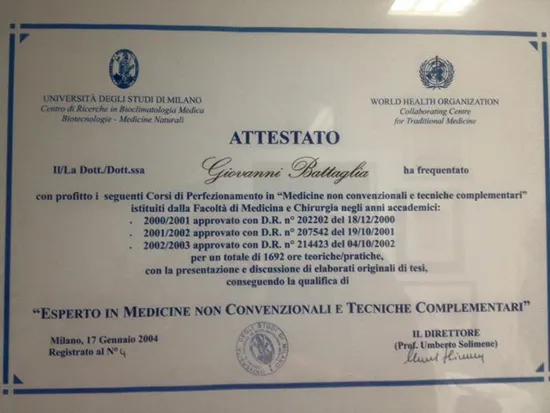 UNIVERSITÀ DEGLI STUDI DI MILANO
Centro di Ricerche in Bioclimatologia Medica
Biotecnologie - Medicine Naturali
WORLD HEALTH ORGANIZATION
Collaborating Centre
for Traditional Medicine
ATTESTATO
Il/La Dott./Dott.ssa Giovanni Battaglia ha frequentato
con profitto i seguenti Corsi di Perfezionamento in "Medicine non convenzionali e tecniche complementari"
istituiti dalla Facoltà di Medicina e Chirurgia negli anni accademici:
. 2000/2001 approvato con D.R. n° 202202 del 18/12/2000
. 2001/2002 approvato con D.R. n° 207542 del 19/10/2001
. 2002/2003 approvato con D.R. n° 214423 del 04/10/2002
per un totale di 1692 ore teoriche/pratiche,
con la presentazione e discussione di elaborati originali di tesi,
conseguendo la qualifica di
"ESPERTO IN MEDICINE NON CONVENZIONALI E TECNICHE COMPLEMENTARI"
Milano, 17 Gennaio 2004
Registrato al N° 4
IL DIRETTORE
(Prof. Umberto Solimene)